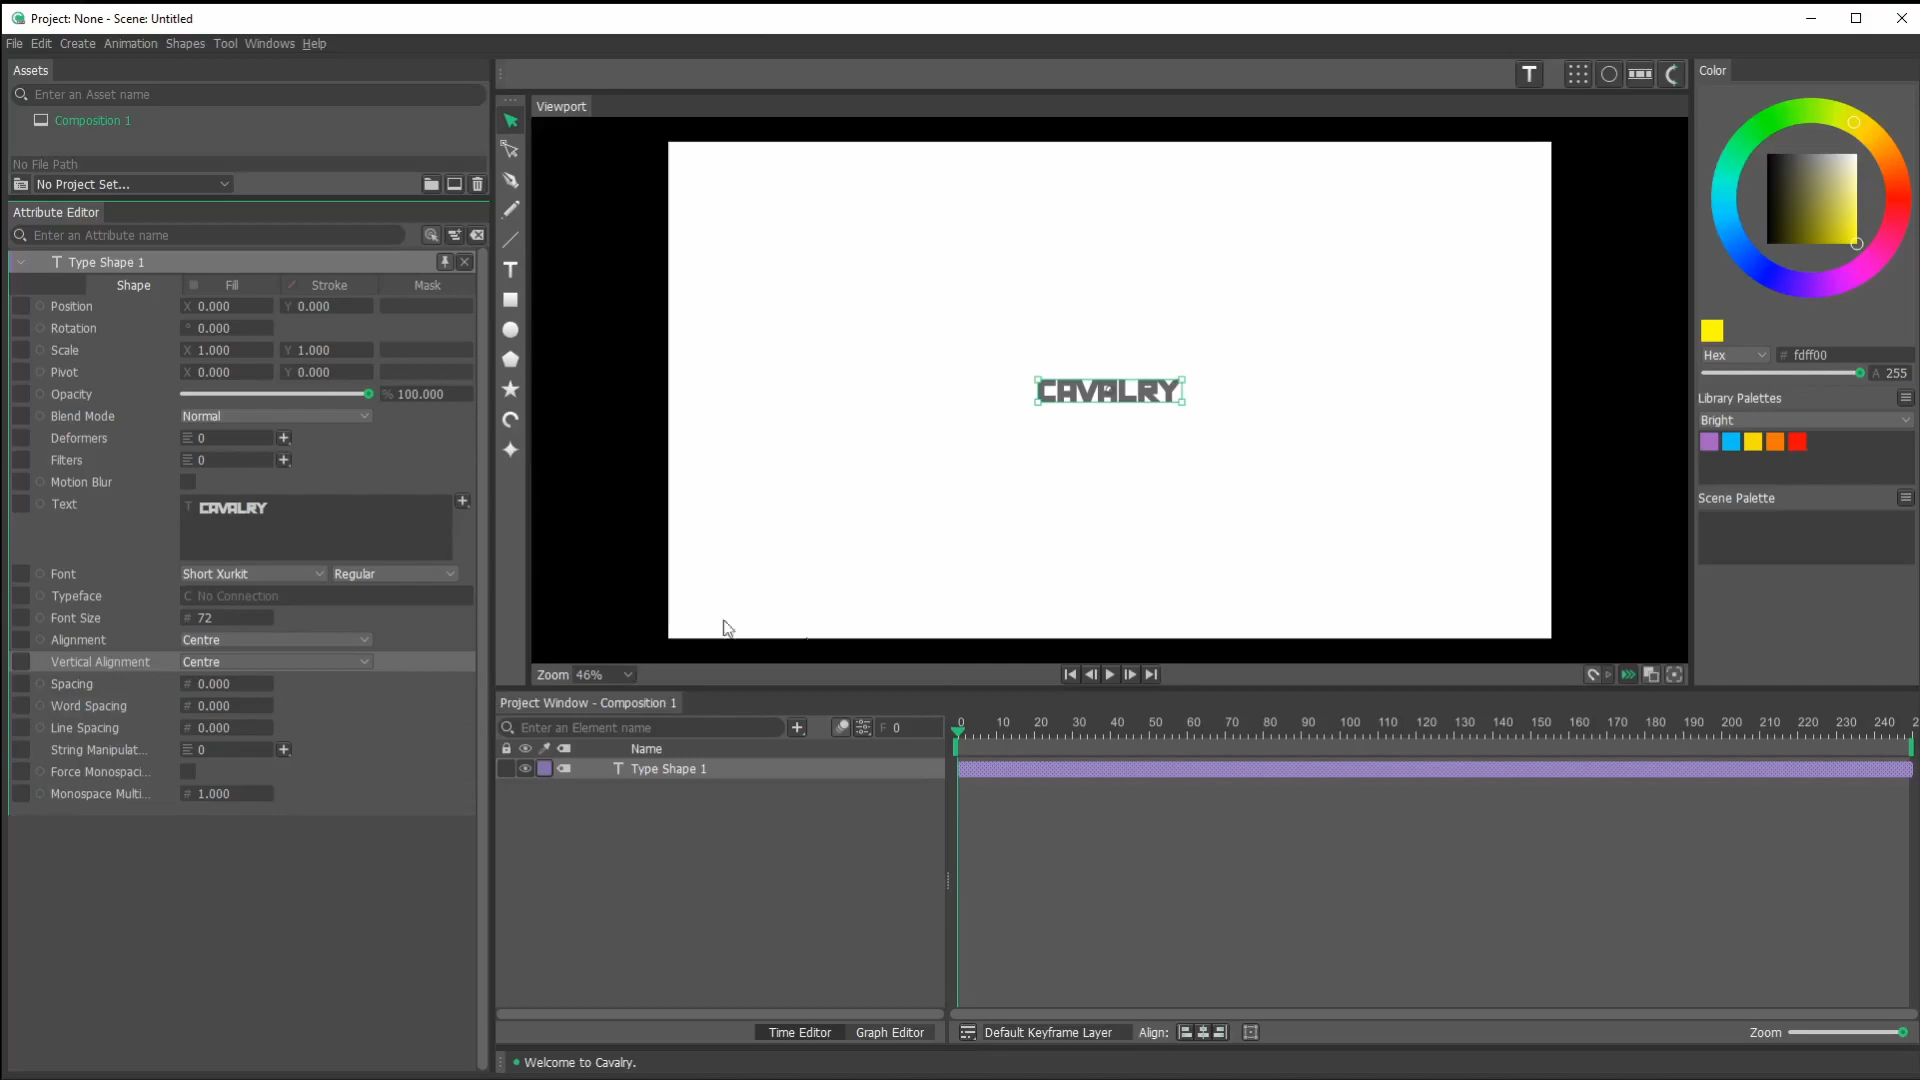 Project: None - Scene: Untitled
File Edit Create Animation Shapes Tool Windows Help
Assets
Enter an Asset name
Composition 1
No File Path
No Project Set...
Attribute Editor
Enter an Attribute name
T Type Shape 1
Shape Fill Stroke Mask
Position X 0.000 Y 0.000
Rotation ° 0.000
Scale X 1.000 Y 1.000
Pivot X 0.000 Y 0.000
Opacity % 100.000
Blend Mode Normal
Deformers 0
Filters 0
Motion Blur
Text T CAVALRY
Font Short Xurkit Regular
Typeface C No Connection
Font Size # 72
Alignment Centre
Vertical Alignment Centre
Spacing # 0.000
Word Spacing # 0.000
Line Spacing # 0.000
String Manipulat... 0
Force Monospaci...
Monospace Multi... # 1.000
Viewport
CAVALRY
Zoom 46%
Color
Hex # fdff00
A 255
Library Palettes
Bright
Scene Palette
Project Window - Composition 1
Enter an Element name F 0
Name
T Type Shape 1
0 10 20 30 40 50 60 70 80 90 100 110 120 130 140 150 160 170 180 190 200 210 220 230 240 2
Time Editor Graph Editor Default Keyframe Layer Align: Zoom
Welcome to Cavalry.